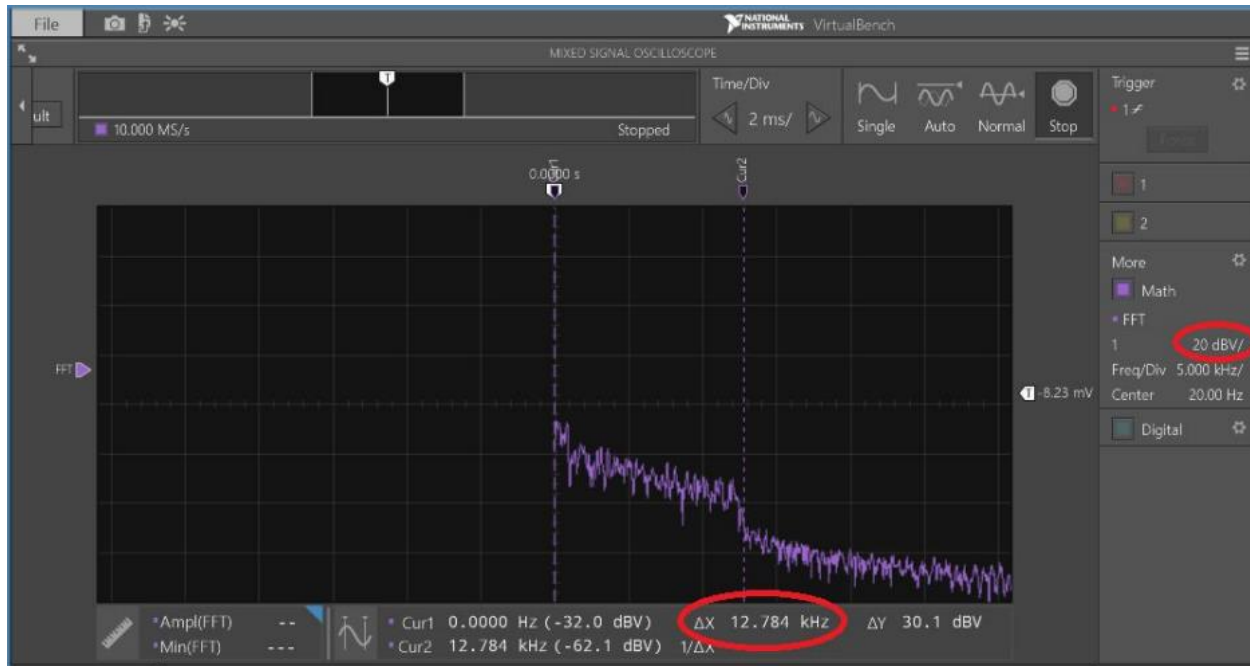 File
NATIONAL INSTRUMENTS VirtualBench
MIXED SIGNAL OSCILLOSCOPE
ult
10.000 MS/s
Stopped
Time/Div
2 ms/
Single
Auto
Normal
Stop
Trigger
1
T
0.0000 s
Cur1
Cur2
1
2
More
Math
FFT
1 20 dBV/
Freq/Div 5.000 kHz/
Center 20.00 Hz
Digital
FFT
T -8.23 mV
Ampl(FFT) --
Min(FFT) ---
Cur1 0.0000 Hz (-32.0 dBV) ΔX 12.784 kHz ΔY 30.1 dBV
Cur2 12.784 kHz (-62.1 dBV) 1/ΔX